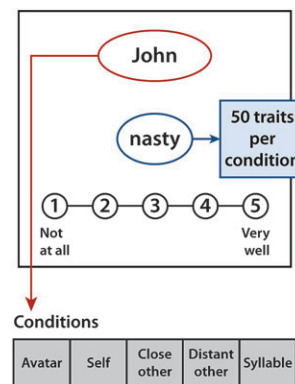 John
nasty
50 traits
per
condition
1 2 3 4 5
Not
at all
Very
well
Conditions
Avatar
Self
Close
other
Distant
other
Syllable